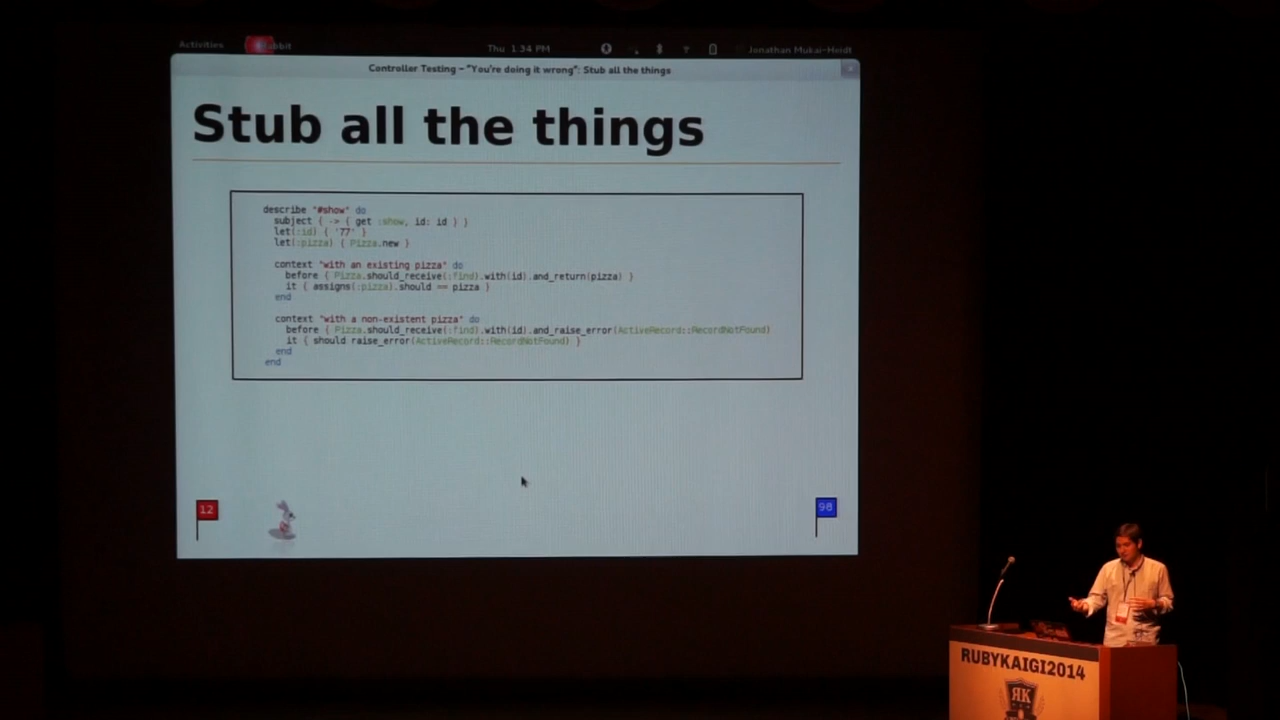 Activities
Rabbit
Thu 1:34 PM
Jonathan Mukai-Heidt
Controller Testing – "You're doing it wrong": Stub all the things
Stub all the things
describe "#show" do
subject { -> { get :show, id: id } }
let(:id) { '77' }
let(:pizza) { Pizza.new }
context "with an existing pizza" do
before { Pizza.should_receive(:find).with(id).and_return(pizza) }
it { assigns(:pizza).should == pizza }
end
context "with a non-existent pizza" do
before { Pizza.should_receive(:find).with(id).and_raise_error(ActiveRecord::RecordNotFound)
it { should raise_error(ActiveRecord::RecordNotFound) }
end
end
12
98
RUBYKAIGI2014
RK